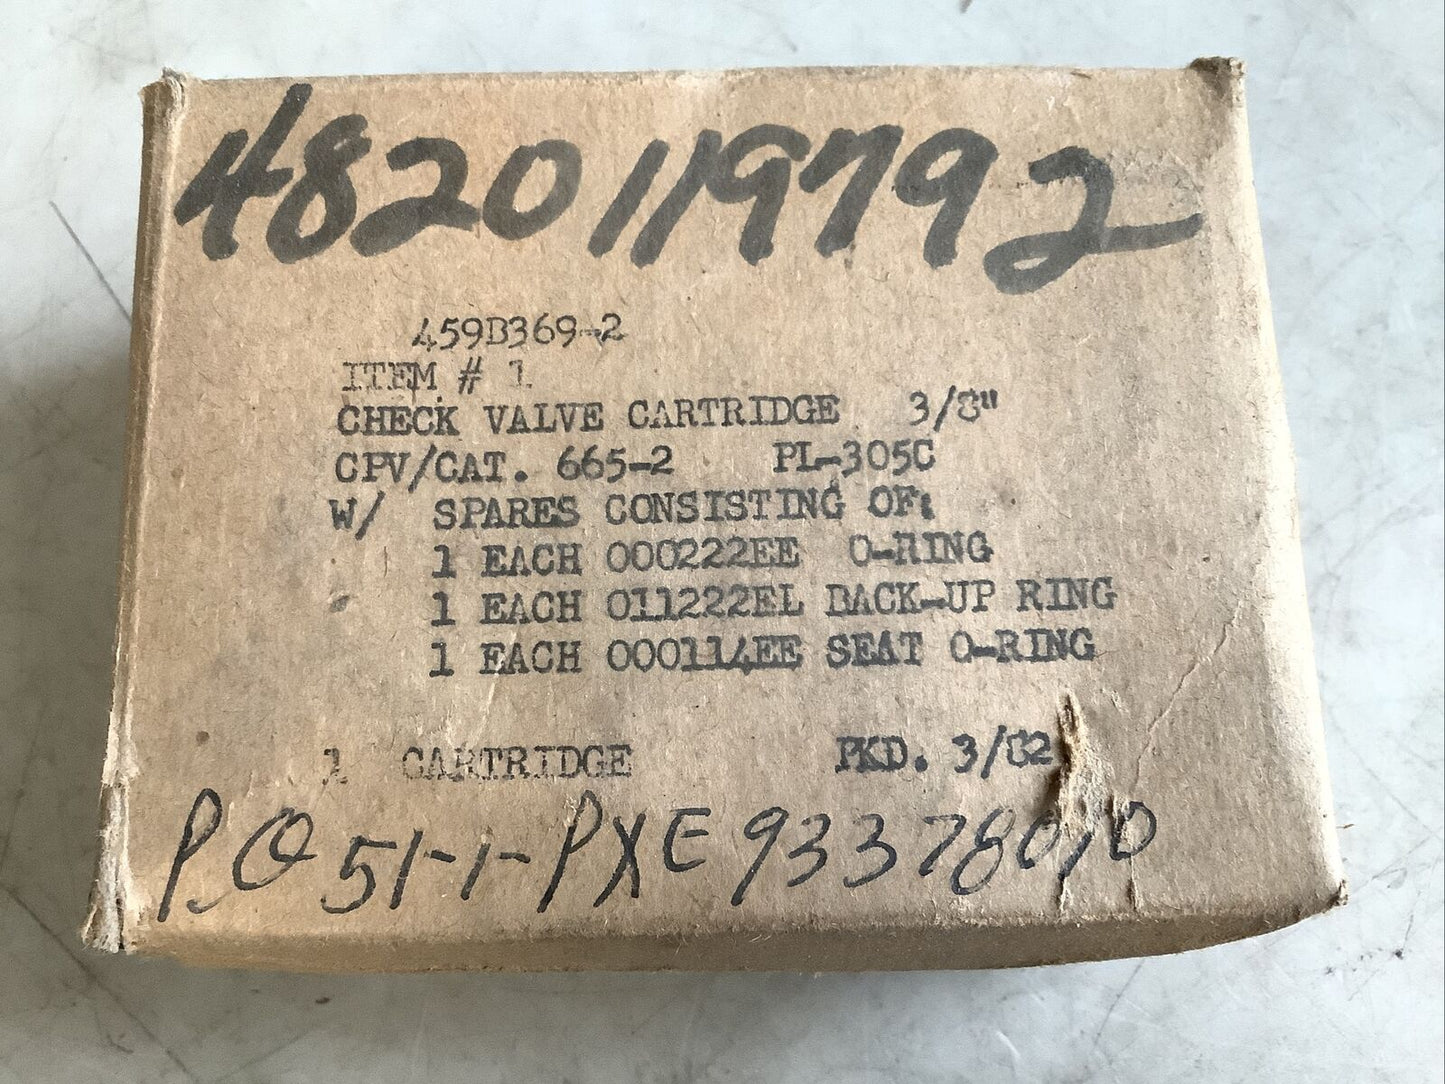 4820119792
459B369-2
ITEM # 1
CHECK VALVE CARTRIDGE 3/8"
CPV/CAT. 665-2 PL-305C
W/ SPARES CONSISTING OF:
1 EACH 000222EE O-RING
1 EACH 011222EL BACK-UP RING
1 EACH 000114EE SEAT O-RING
1 CARTRIDGE PKD. 3/82
P.O 51-1-PXE 93378010